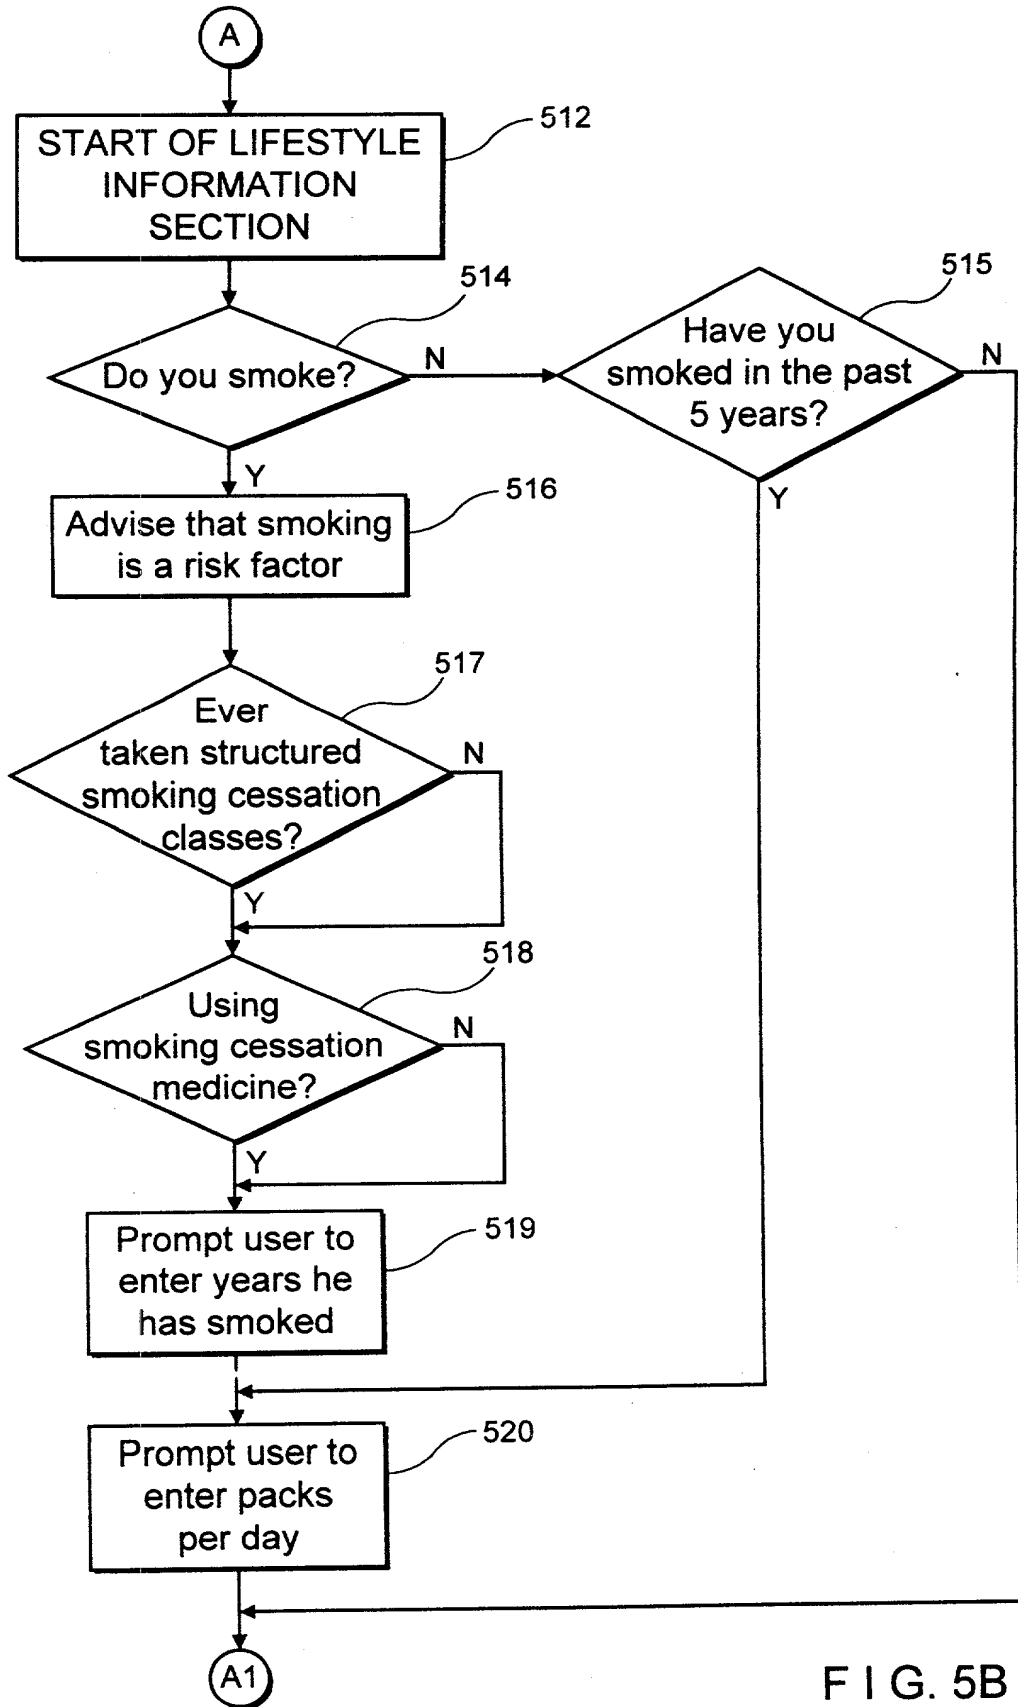 A
512
START OF LIFESTYLE
INFORMATION
SECTION
514
Do you smoke?
N
Y
515
Have you
smoked in the past
5 years?
N
Y
516
Advise that smoking
is a risk factor
517
Ever
taken structured
smoking cessation
classes?
N
Y
518
Using
smoking cessation
medicine?
N
Y
519
Prompt user to
enter years he
has smoked
520
Prompt user to
enter packs
per day
A1
F I G. 5B